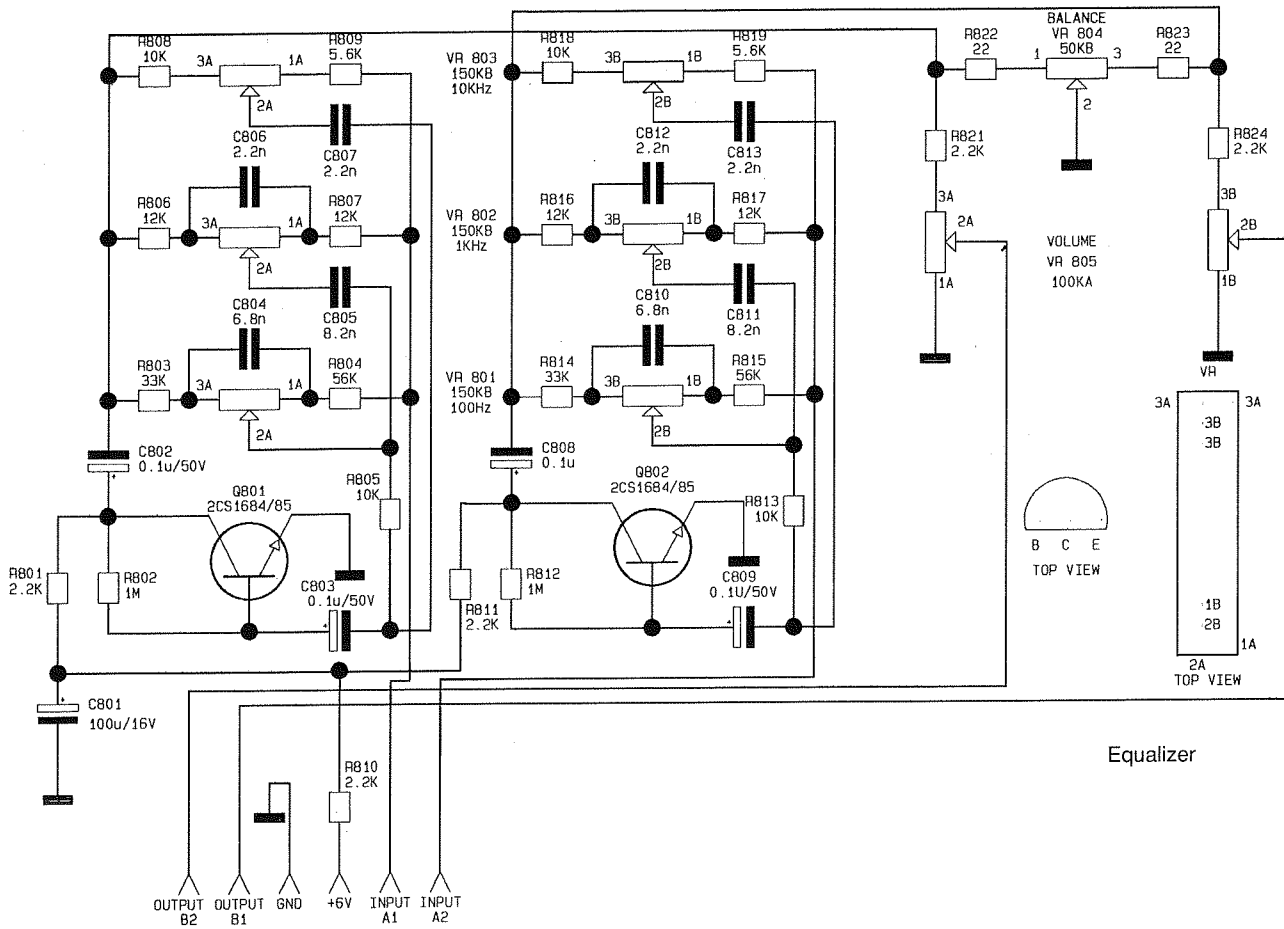 R808
10K
3A
1A
R809
5.6K
2A
C806
2.2n
C807
2.2n
R806
12K
3A
1A
R807
12K
2A
C804
6.8n
C805
8.2n
R803
33K
3A
1A
R804
56K
2A
C802
0.1u/50V
+
R805
10K
Q801
2CS1684/85
R801
2.2K
R802
1M
C803
0.1u/50V
+
C801
100u/16V
+
VR 803
150KB
10KHz
R818
10K
3B
1B
R819
5.6K
2B
C812
2.2n
C813
2.2n
VR 802
150KB
1KHz
R816
12K
3B
1B
R817
12K
2B
C810
6.8n
C811
8.2n
VR 801
150KB
100Hz
R814
33K
3B
1B
R815
56K
2B
C808
0.1u
+
Q802
2CS1684/85
R813
10K
R811
2.2K
R812
1M
C809
0.1U/50V
+
R810
2.2K
BALANCE
VR 804
50KB
R822
22
1
3
R823
22
2
R821
2.2K
R824
2.2K
3A
2A
1A
VOLUME
VR 805
100KA
3B
2B
1B
VR
3A
3A
3B
3B
1B
2B
1A
2A
TOP VIEW
B C E
TOP VIEW
Equalizer
OUTPUT
B2
OUTPUT
B1
GND
+6V
INPUT
A1
INPUT
A2